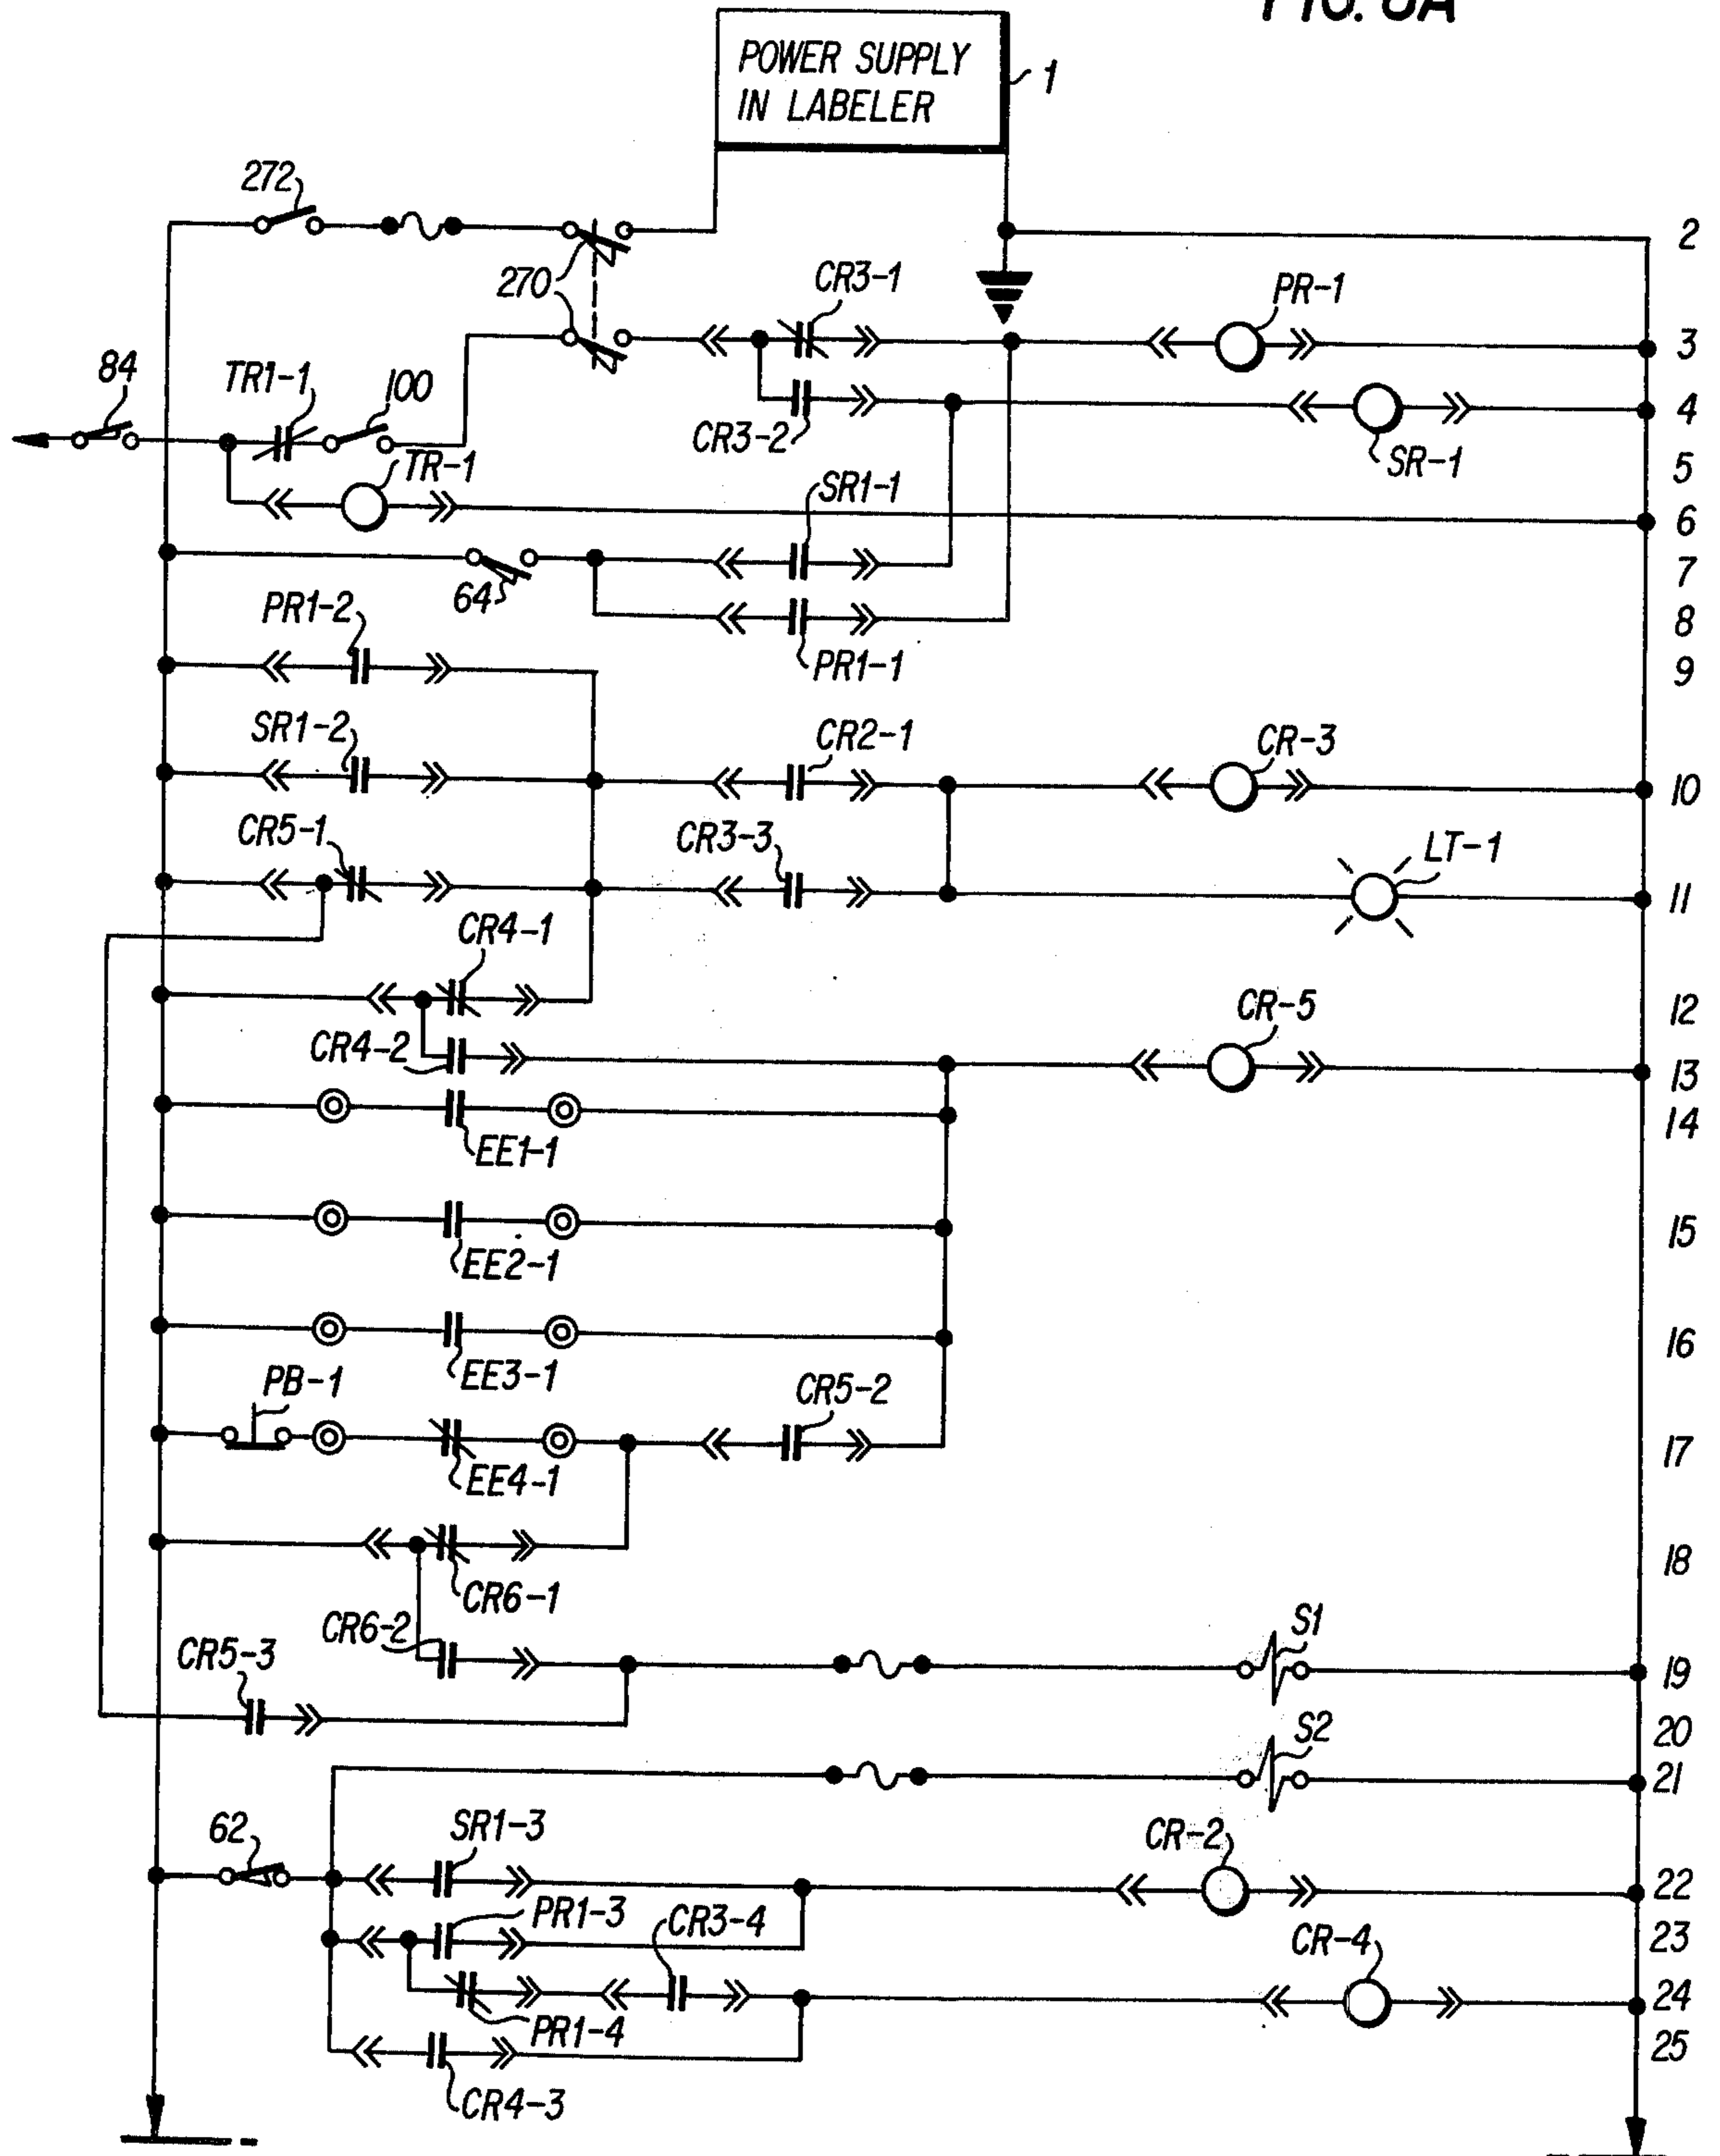 FIG. 8A
POWER SUPPLY
IN LABELER
1
272
2
270
CR3-1
PR-1
3
84
TR1-1
100
CR3-2
SR-1
4
TR-1
5
SR1-1
6
64
7
PR1-2
PR1-1
8
9
SR1-2
CR2-1
CR-3
10
CR5-1
CR3-3
LT-1
11
CR4-1
12
CR4-2
CR-5
13
14
EE1-1
15
EE2-1
16
EE3-1
PB-1
CR5-2
17
EE4-1
18
CR6-1
CR6-2
S1
CR5-3
19
20
S2
21
62
SR1-3
CR-2
22
PR1-3
CR3-4
23
CR-4
24
PR1-4
25
CR4-3